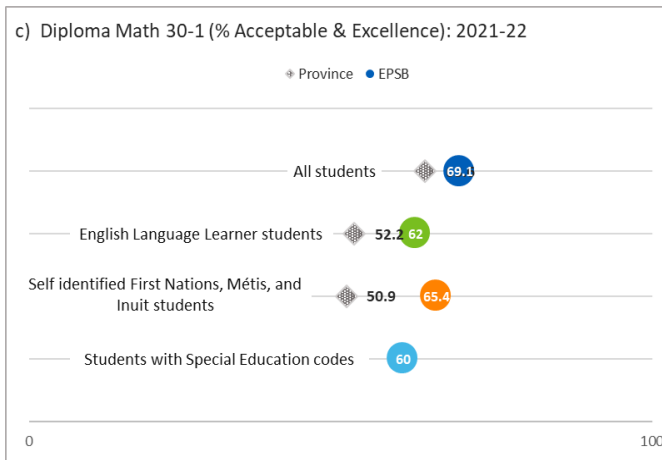 c) Diploma Math 30-1 (% Acceptable & Excellence): 2021-22
Province EPSB
All students 69.1
English Language Learner students 52.2 62
Self identified First Nations, Métis, and
Inuit students 50.9 65.4
Students with Special Education codes 60
0 100